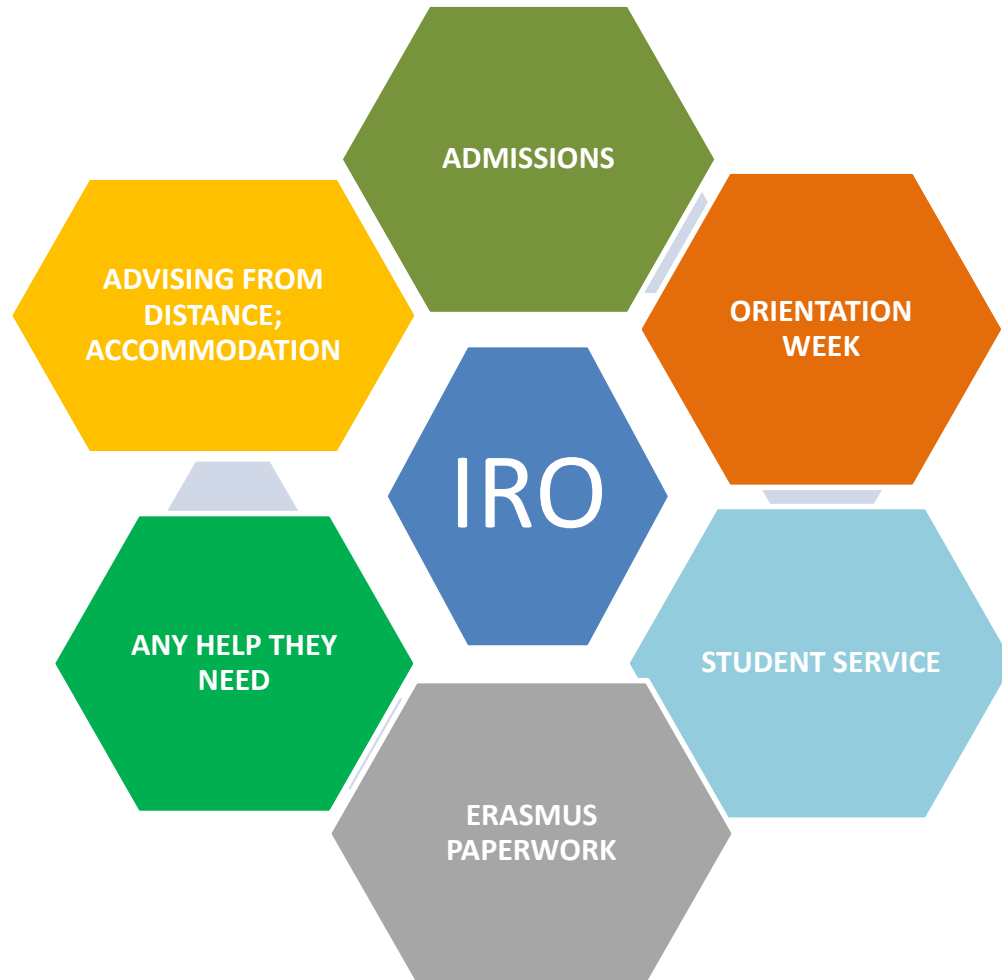 ADMISSIONS
ADVISING FROM
DISTANCE;
ACCOMMODATION
ORIENTATION
WEEK
IRO
ANY HELP THEY
NEED
STUDENT SERVICE
ERASMUS
PAPERWORK